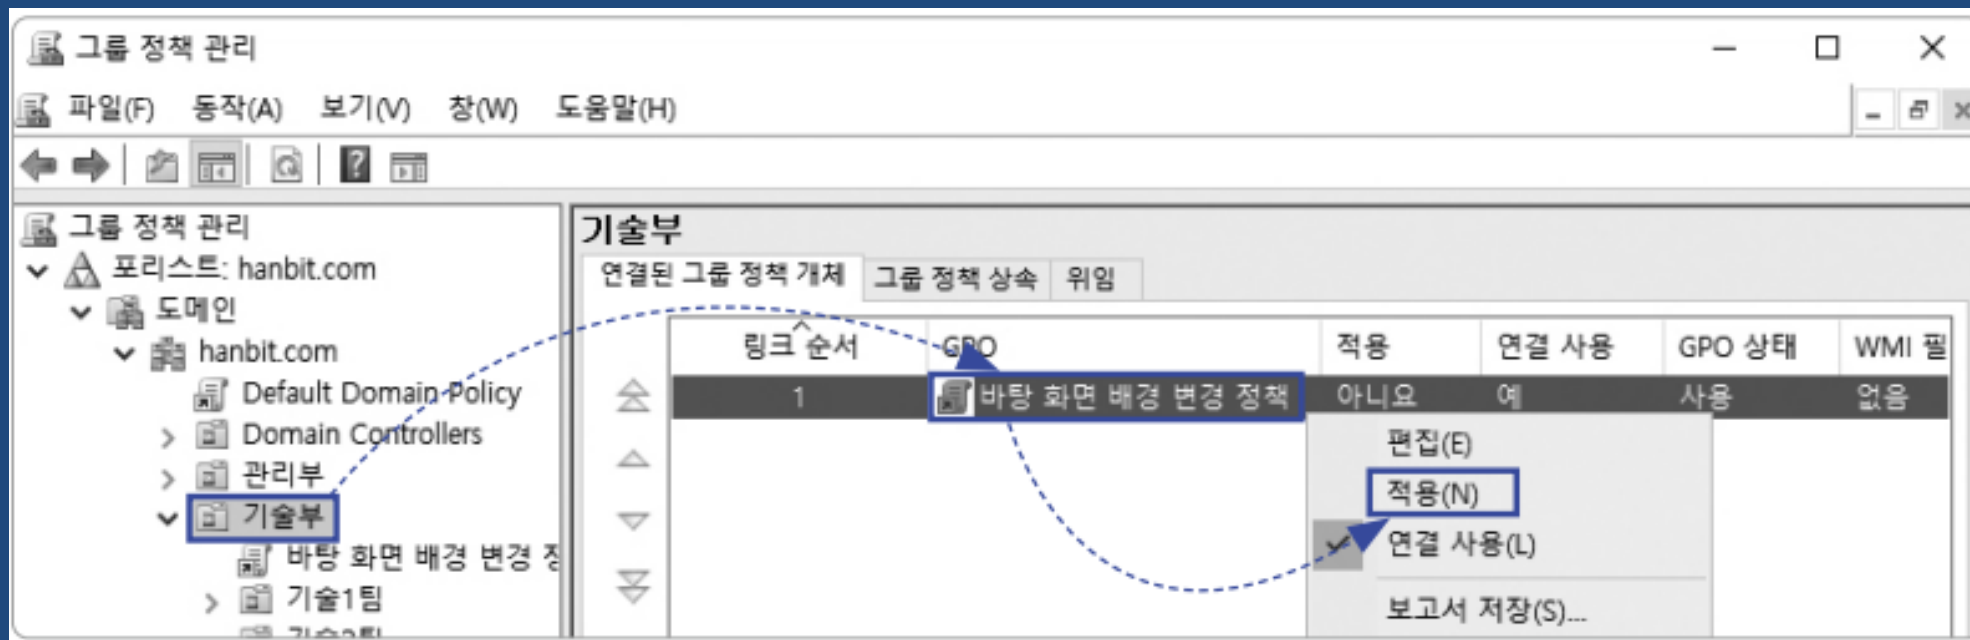 그룹 정책 관리
파일(F) 동작(A) 보기(V) 창(W) 도움말(H)
그룹 정책 관리
포리스트: hanbit.com
도메인
hanbit.com
Default Domain Policy
Domain Controllers
관리부
기술부
바탕 화면 배경 변경 정
기술1팀
기술부
연결된 그룹 정책 개체 그룹 정책 상속 위임
링크 순서 GPO 적용 연결 사용 GPO 상태 WMI 필
1 바탕 화면 배경 변경 정책 아니요 예 사용 없음
편집(E)
적용(N)
연결 사용(L)
보고서 저장(S)...